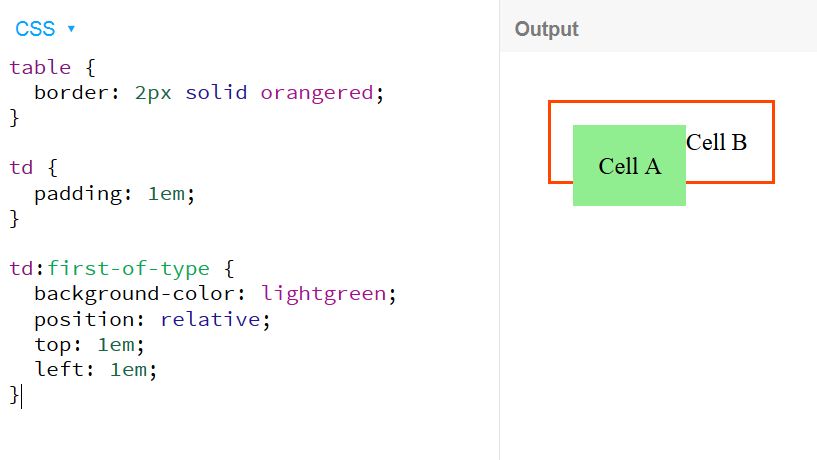 CSS ▼
Output
table {
  border: 2px solid orangered;
}
td {
  padding: 1em;
}
td:first-of-type {
  background-color: lightgreen;
  position: relative;
  top: 1em;
  left: 1em;
}
Cell B
Cell A